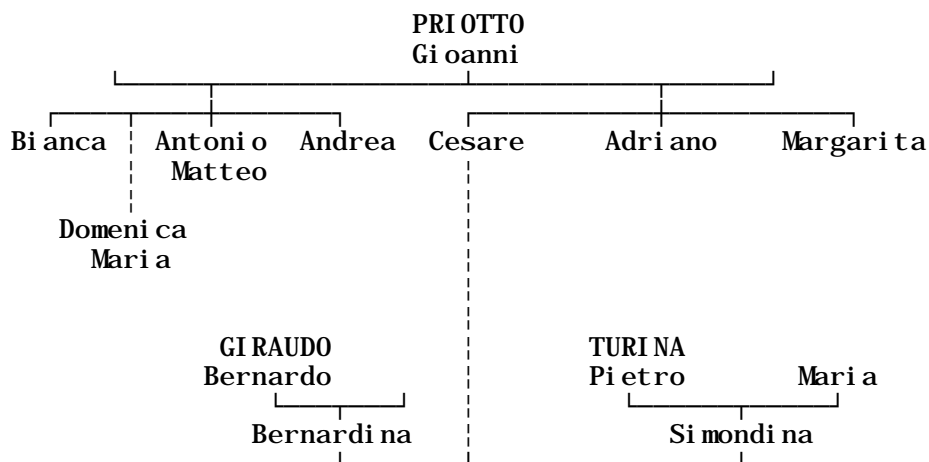 PRIOTTO
Gioanni
Bianca Antonio Andrea Cesare Adriano Margarita
Matteo
Domenica
Maria
GIRAUDO TURINA
Bernardo Pietro Maria
Bernardina Simondina